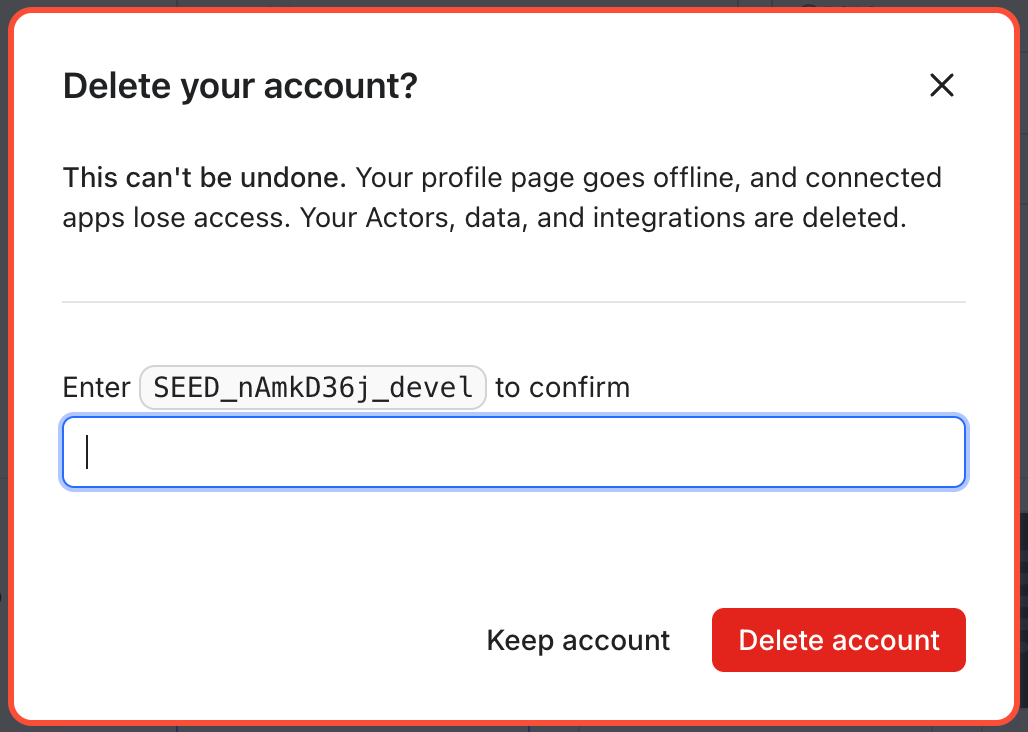 Delete your account?
This can't be undone. Your profile page goes offline, and connected
apps lose access. Your Actors, data, and integrations are deleted.
Enter SEED_nAmkD36j_devel to confirm
Keep account
Delete account